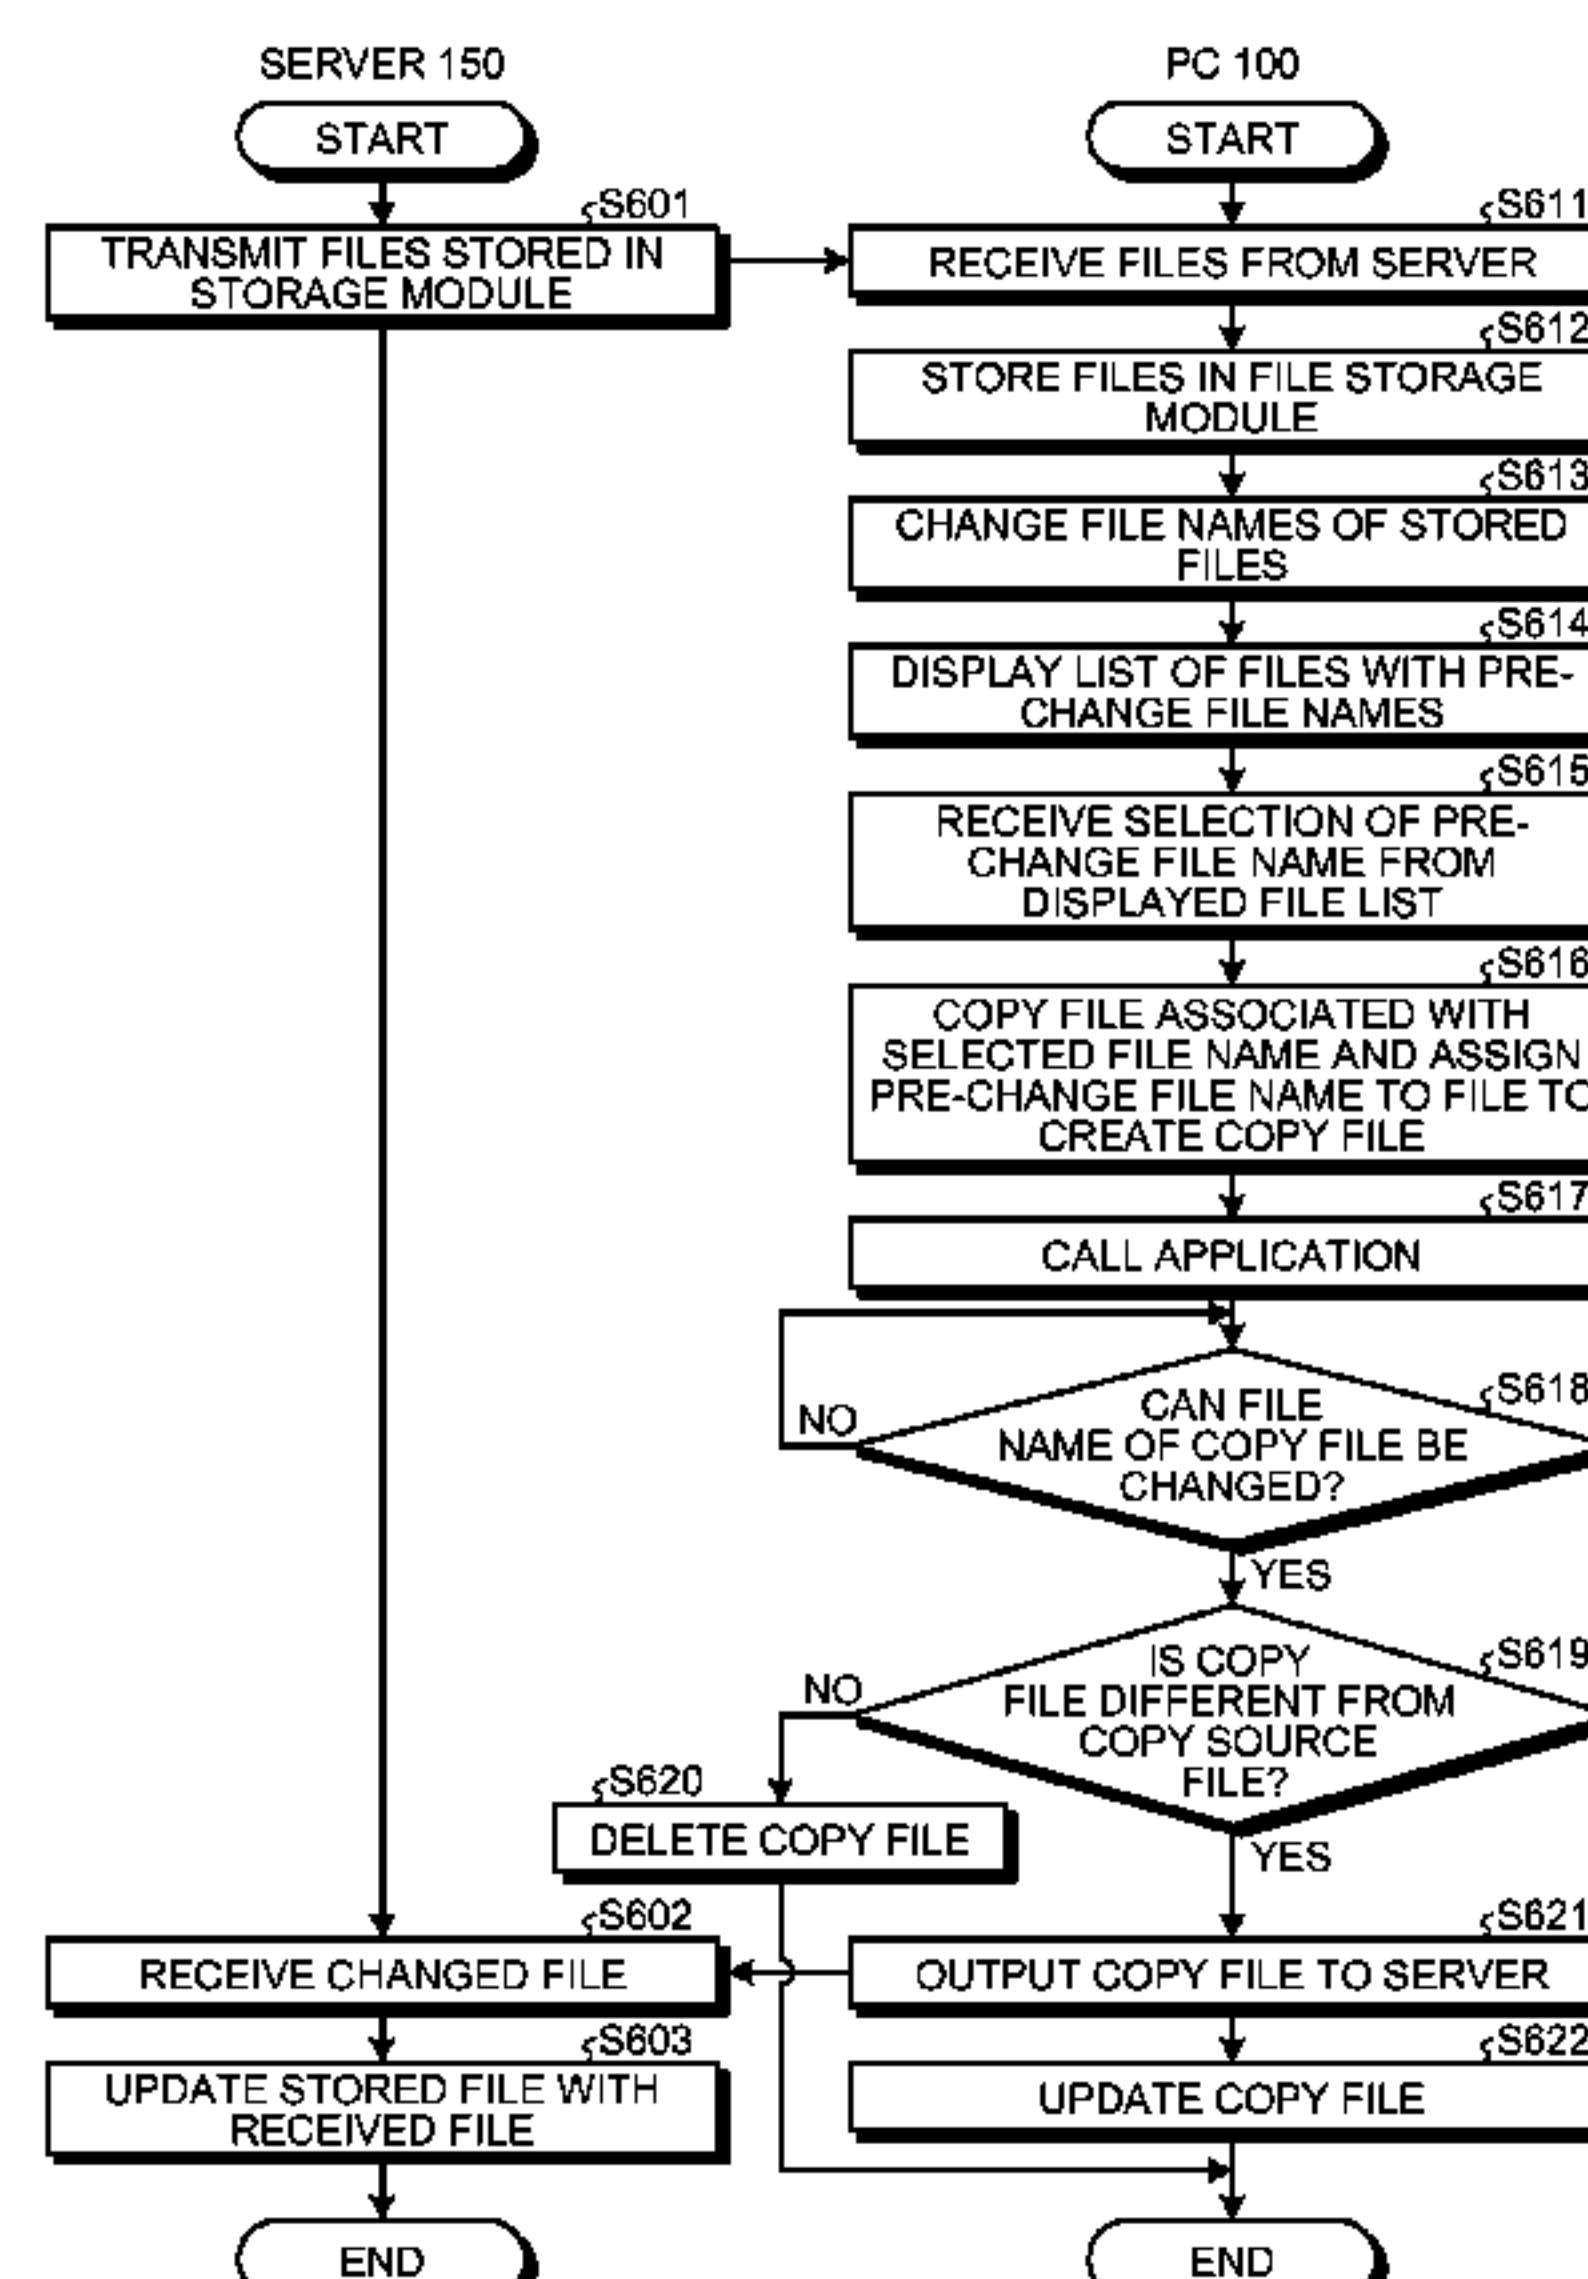 SERVER 150
START
S601
TRANSMIT FILES STORED IN
STORAGE MODULE
PC 100
START
S611
RECEIVE FILES FROM SERVER
S612
STORE FILES IN FILE STORAGE
MODULE
S613
CHANGE FILE NAMES OF STORED
FILES
S614
DISPLAY LIST OF FILES WITH PRE-
CHANGE FILE NAMES
S615
RECEIVE SELECTION OF PRE-
CHANGE FILE NAME FROM
DISPLAYED FILE LIST
S616
COPY FILE ASSOCIATED WITH
SELECTED FILE NAME AND ASSIGN
PRE-CHANGE FILE NAME TO FILE TO
CREATE COPY FILE
S617
CALL APPLICATION
S618
CAN FILE
NAME OF COPY FILE BE
CHANGED?
NO
YES
S619
IS COPY
FILE DIFFERENT FROM
COPY SOURCE
FILE?
NO
YES
S620
DELETE COPY FILE
S621
OUTPUT COPY FILE TO SERVER
S622
UPDATE COPY FILE
END
S602
RECEIVE CHANGED FILE
S603
UPDATE STORED FILE WITH
RECEIVED FILE
END